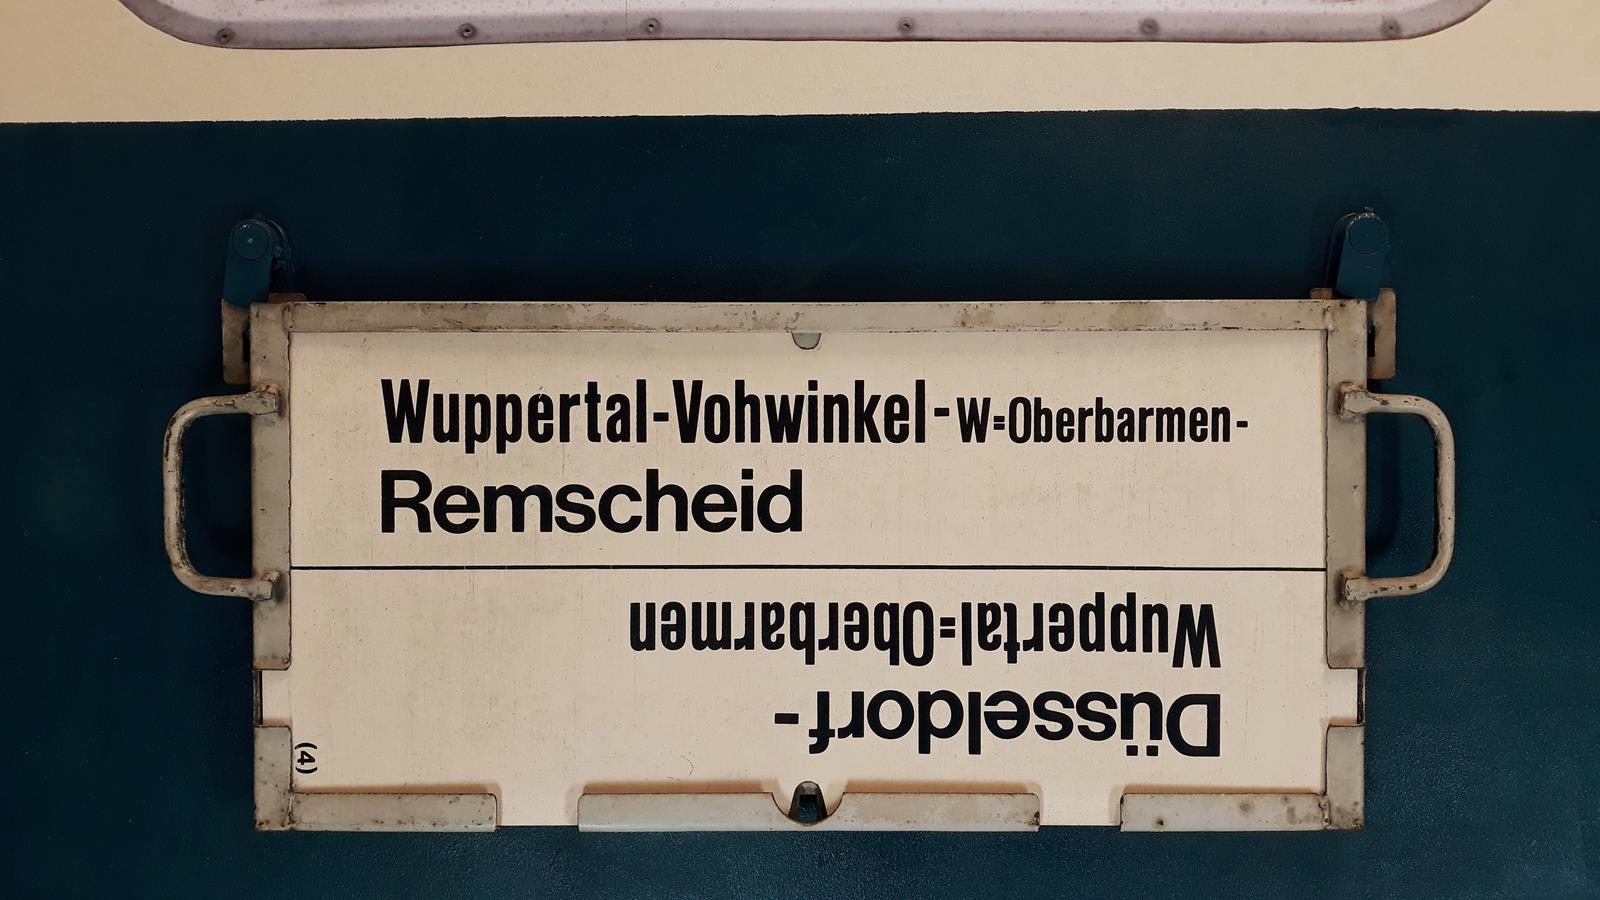 Wuppertal-Vohwinkel-W=Oberbarmen-
Remscheid
Düsseldorf-
Wuppertal=Oberbarmen
(4)